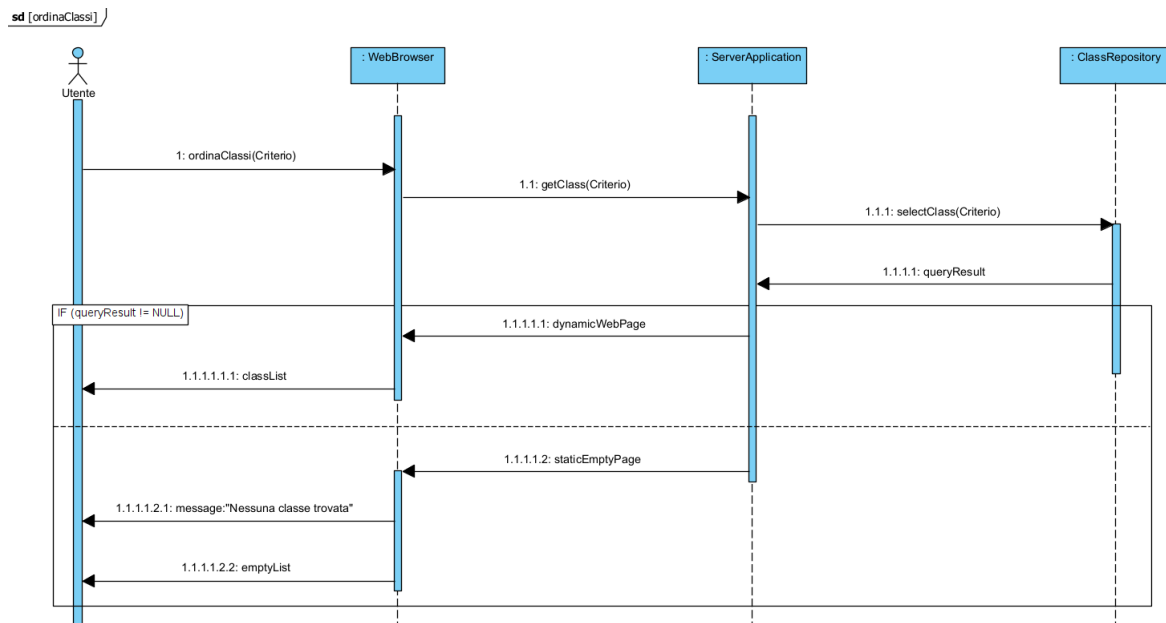 sd [ordinaClassi]
Utente
: WebBrowser
: ServerApplication
: ClassRepository
1: ordinaClassi(Criterio)
1.1: getClass(Criterio)
1.1.1: selectClass(Criterio)
1.1.1.1: queryResult
IF (queryResult != NULL)
1.1.1.1.1: dynamicWebPage
1.1.1.1.1.1: classList
1.1.1.1.2: staticEmptyPage
1.1.1.1.2.1: message:"Nessuna classe trovata"
1.1.1.1.2.2: emptyList